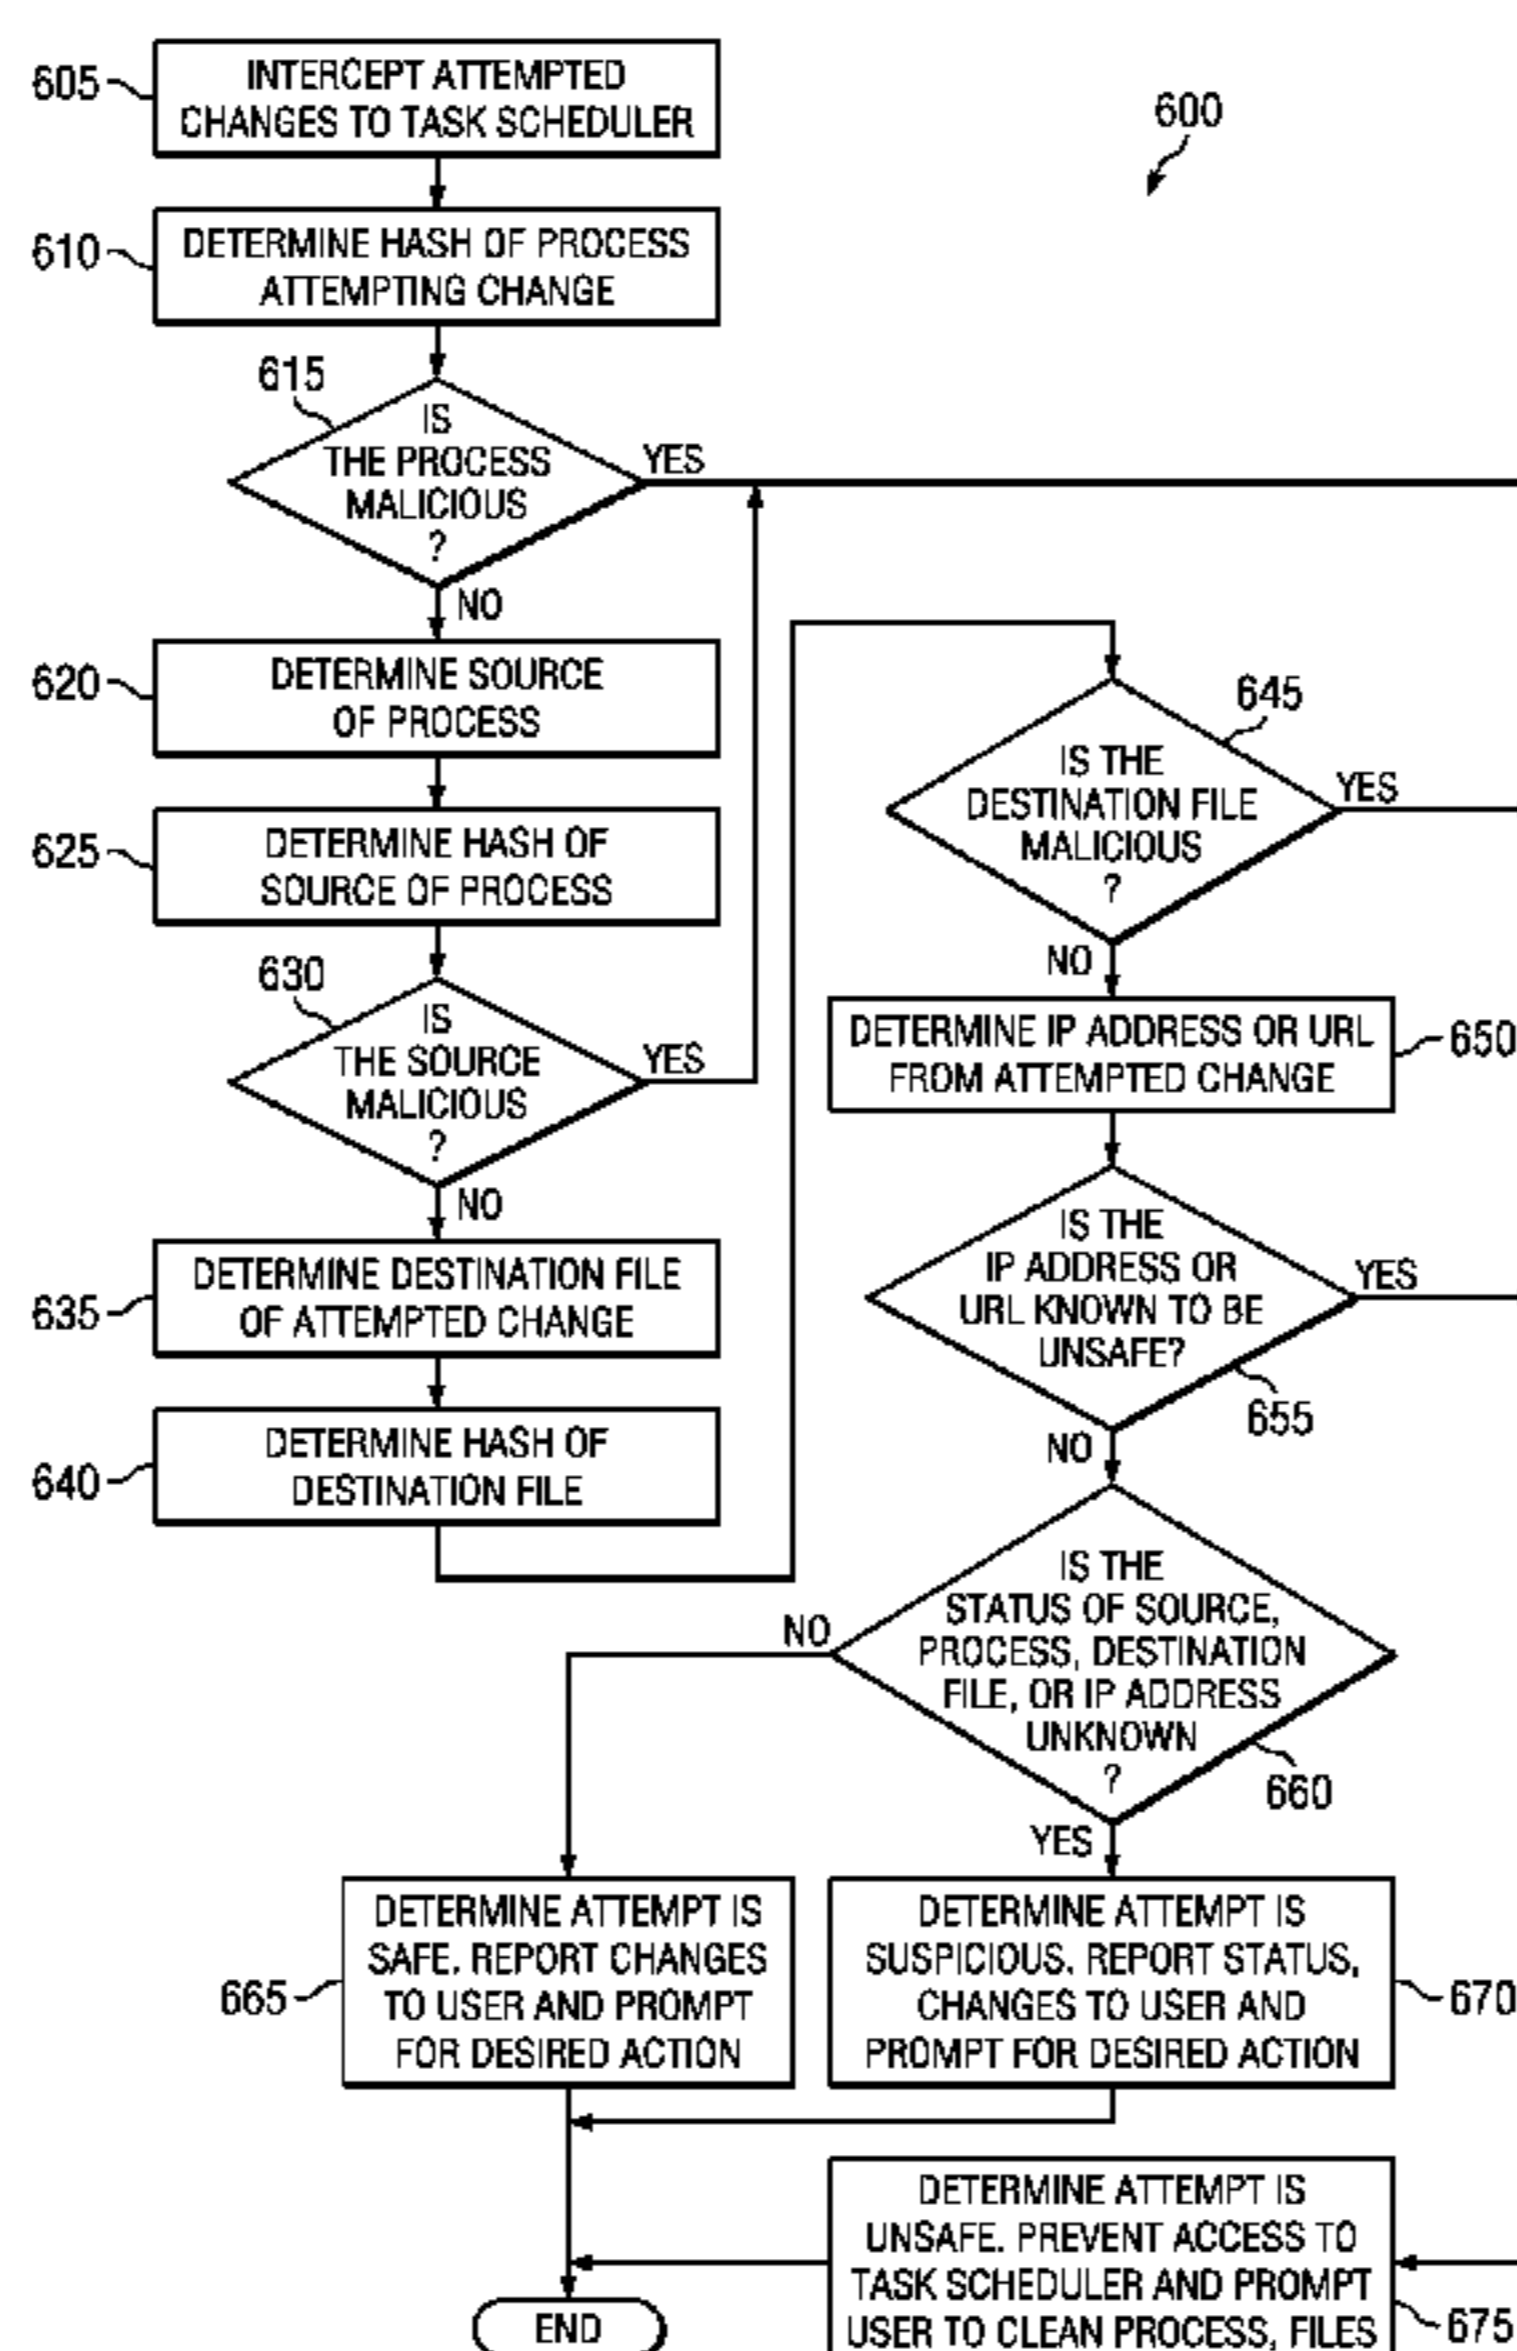 605
INTERCEPT ATTEMPTED
CHANGES TO TASK SCHEDULER
600
610
DETERMINE HASH OF PROCESS
ATTEMPTING CHANGE
615
IS
THE PROCESS
MALICIOUS
?
YES
NO
620
DETERMINE SOURCE
OF PROCESS
625
DETERMINE HASH OF
SOURCE OF PROCESS
630
IS
THE SOURCE
MALICIOUS
?
YES
NO
635
DETERMINE DESTINATION FILE
OF ATTEMPTED CHANGE
640
DETERMINE HASH OF
DESTINATION FILE
645
IS THE
DESTINATION FILE
MALICIOUS
?
YES
NO
DETERMINE IP ADDRESS OR URL
FROM ATTEMPTED CHANGE
650
IS THE
IP ADDRESS OR
URL KNOWN TO BE
UNSAFE?
YES
655
NO
IS THE
STATUS OF SOURCE,
PROCESS, DESTINATION
FILE, OR IP ADDRESS
UNKNOWN
?
NO
660
YES
665
DETERMINE ATTEMPT IS
SAFE. REPORT CHANGES
TO USER AND PROMPT
FOR DESIRED ACTION
DETERMINE ATTEMPT IS
SUSPICIOUS. REPORT STATUS,
CHANGES TO USER AND
PROMPT FOR DESIRED ACTION
670
DETERMINE ATTEMPT IS
UNSAFE. PREVENT ACCESS TO
TASK SCHEDULER AND PROMPT
USER TO CLEAN PROCESS, FILES
675
END